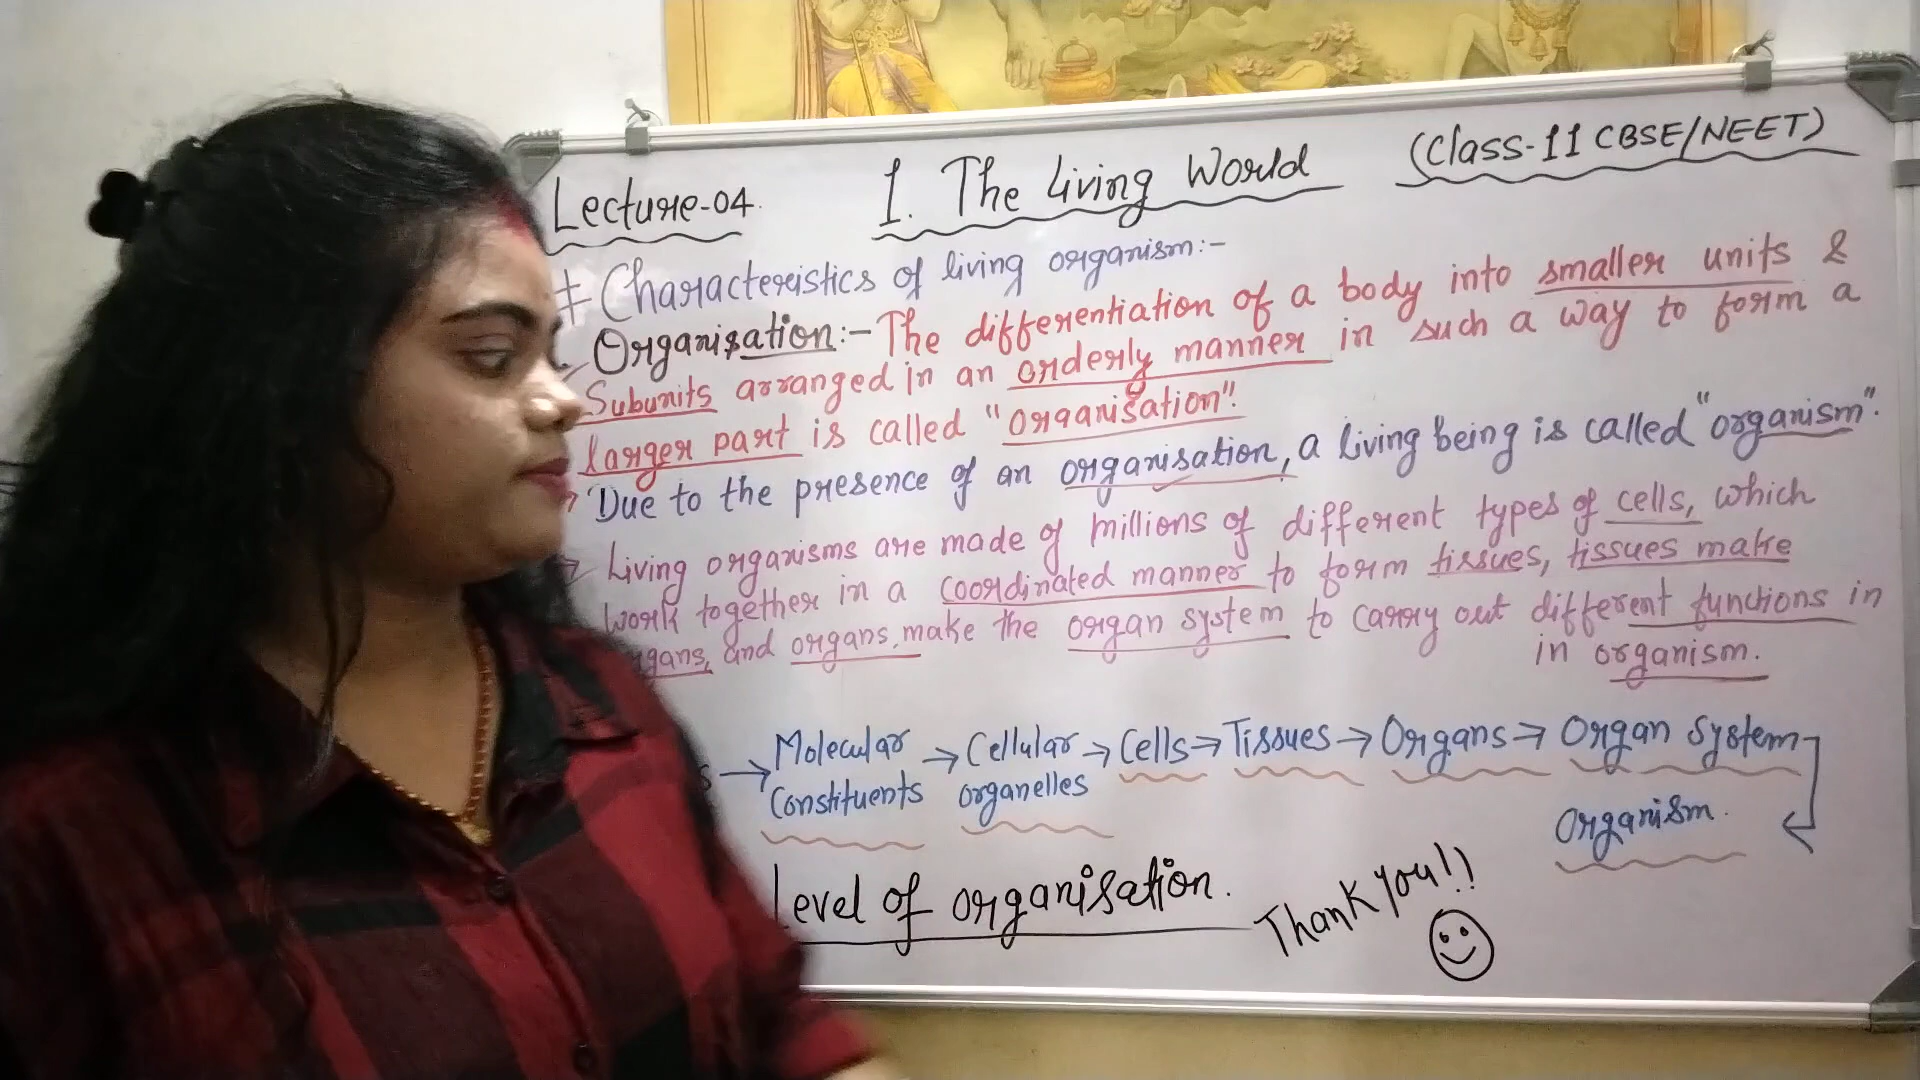 Lecture-04.
1. The Living World
(Class-11 CBSE/NEET)
# Characteristics of living organism:-
Organisation:- The differentiation of a body into smaller units &
Subunits arranged in an orderly manner in such a way to form a
larger part is called "organisation".
→ Due to the presence of an organisation, a living being is called "organism".
→ Living organisms are made of millions of different types of cells, which
work together in a coordinated manner to form tissues, tissues make
and organs, make the organ system to carry out different functions in
in organism.
→ Molecular constituents → Cellular organelles → Cells → Tissues → Organs → Organ system
Organism.
Level of organisation.
Thank you!!